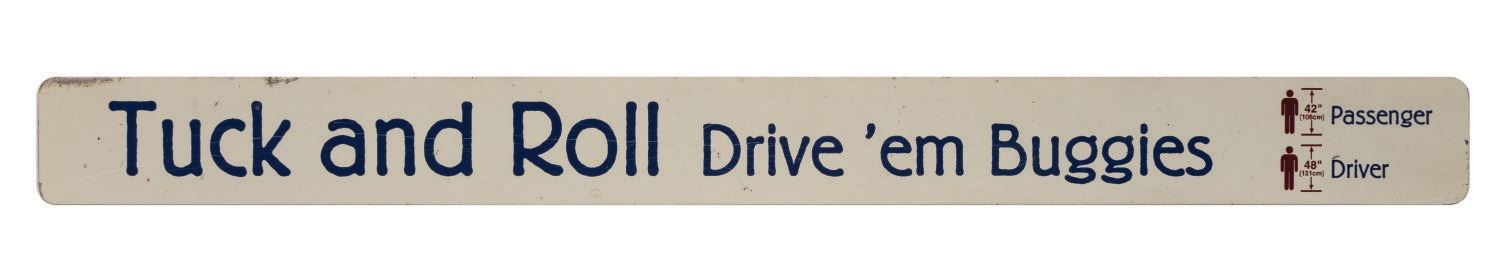 Tuck and Roll Drive 'em Buggies
42"
(106cm)
Passenger
48"
(121cm)
Driver